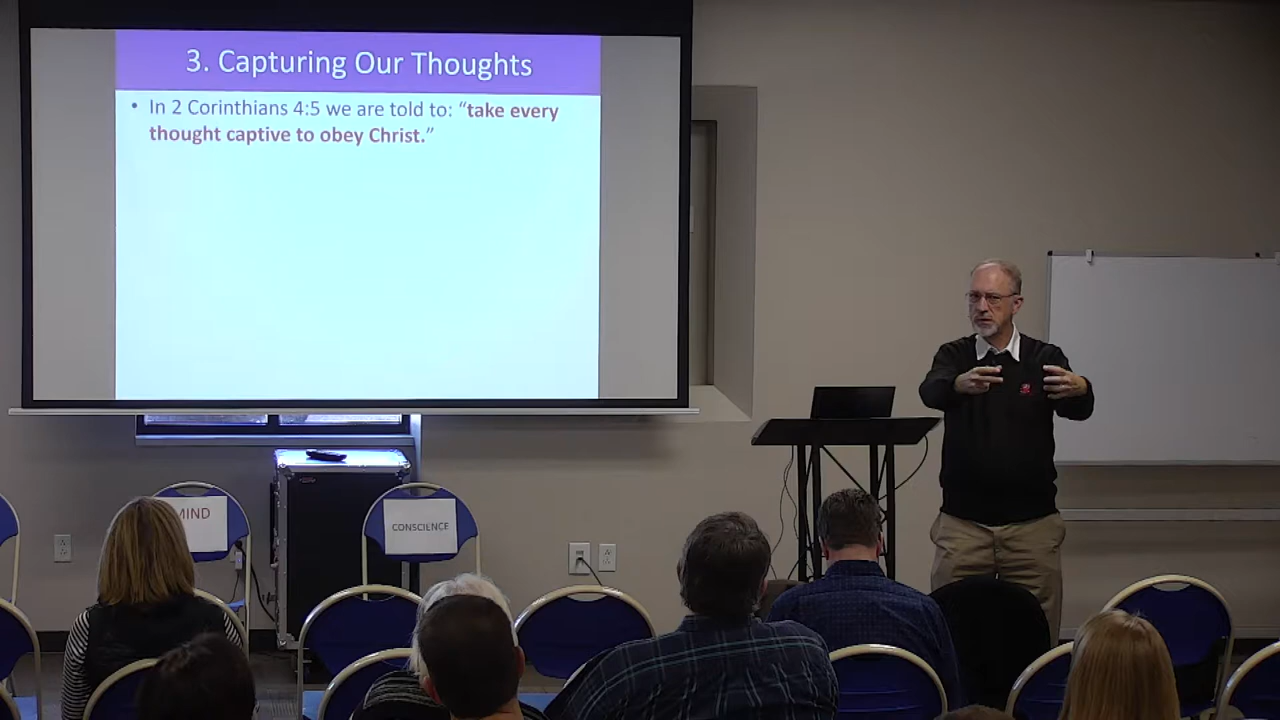 3. Capturing Our Thoughts
• In 2 Corinthians 4:5 we are told to: “take every
thought captive to obey Christ.”
MIND
CONSCIENCE